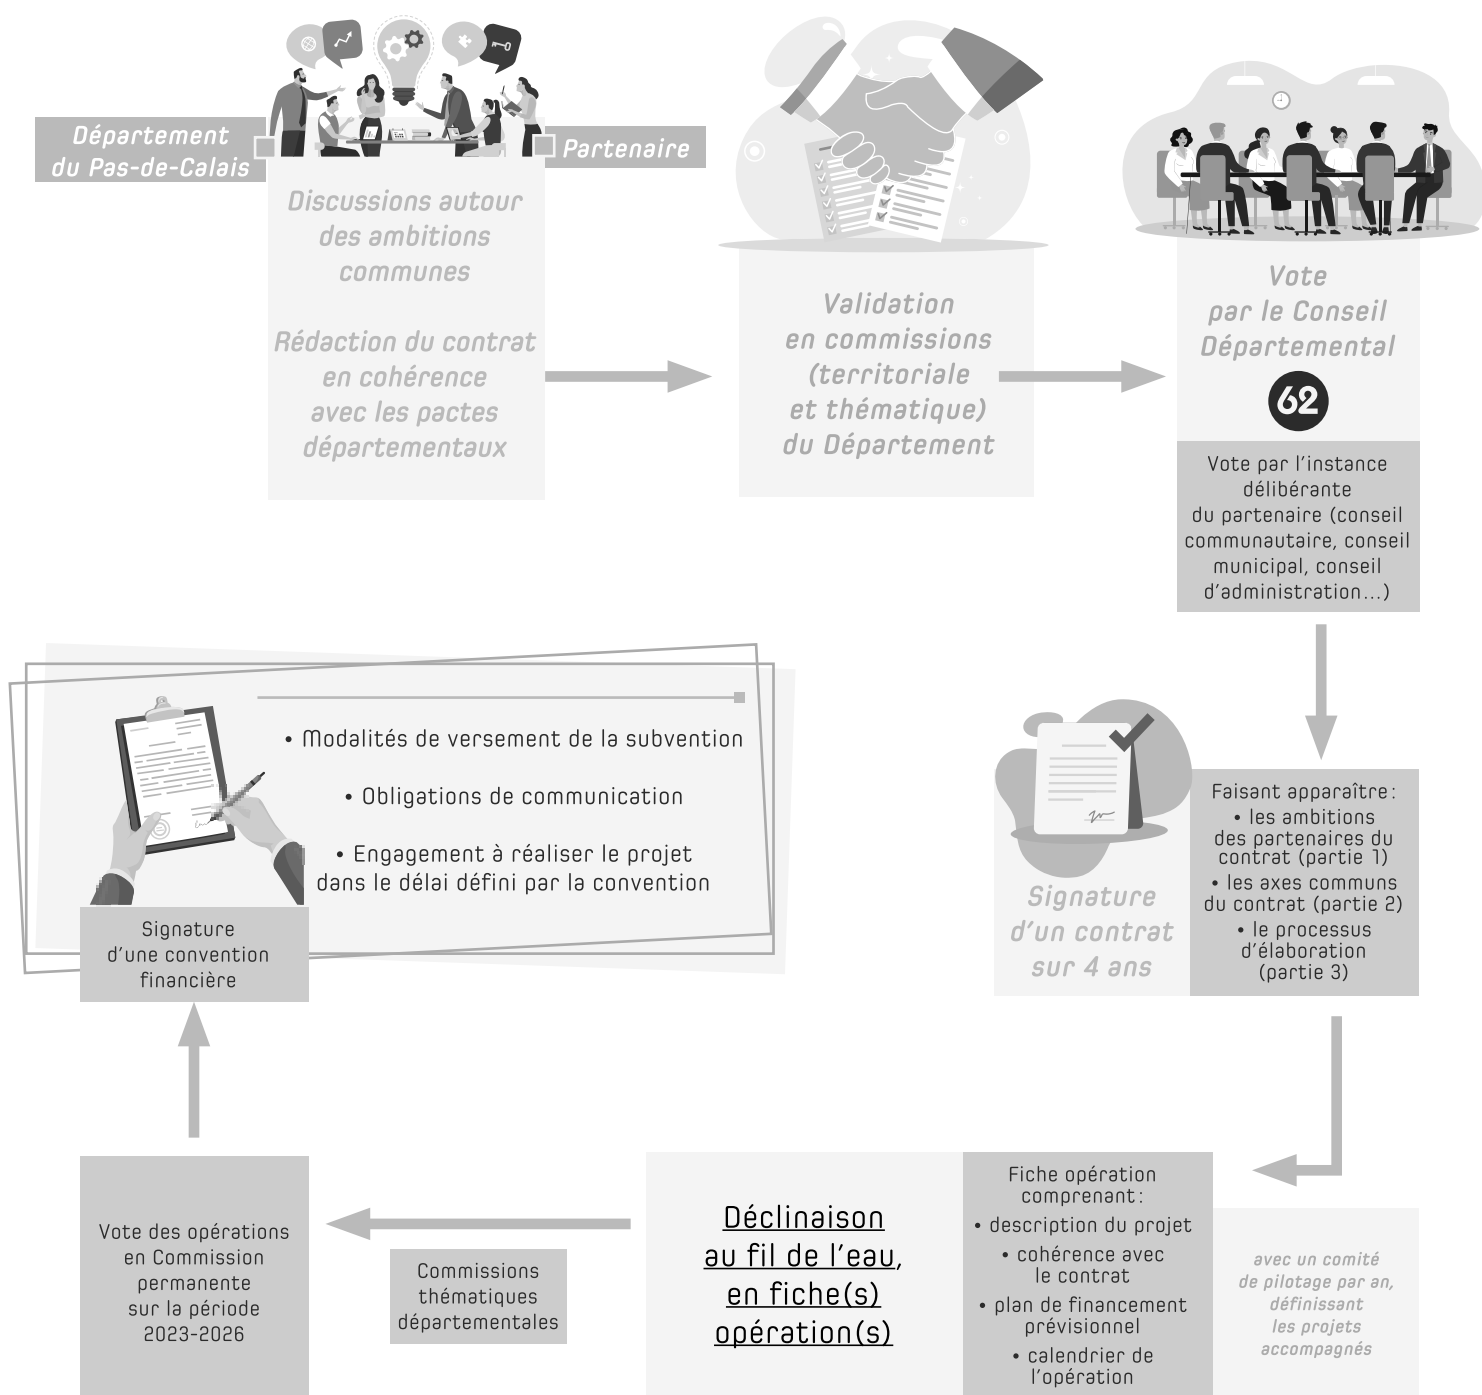 Département
du Pas-de-Calais
Partenaire
Discussions autour
des ambitions
communes
Rédaction du contrat
en cohérence
avec les pactes
départementaux
Validation
en commissions
(territoriale
et thématique)
du Département
Vote
par le Conseil
Départemental
62
Vote par l'instance
délibérante
du partenaire (conseil
communautaire, conseil
municipal, conseil
d'administration...)
Signature
d'un contrat
sur 4 ans
Faisant apparaître :
• les ambitions
des partenaires du
contrat (partie 1)
• les axes communs
du contrat (partie 2)
• le processus
d'élaboration
(partie 3)
avec un comité
de pilotage par an,
définissant
les projets
accompagnés
Fiche opération
comprenant :
• description du projet
• cohérence avec
le contrat
• plan de financement
prévisionnel
• calendrier de
l'opération
Déclinaison
au fil de l'eau,
en fiche(s)
opération(s)
Commissions
thématiques
départementales
Vote des opérations
en Commission
permanente
sur la période
2023-2026
Signature
d'une convention
financière
• Modalités de versement de la subvention
• Obligations de communication
• Engagement à réaliser le projet
dans le délai défini par la convention